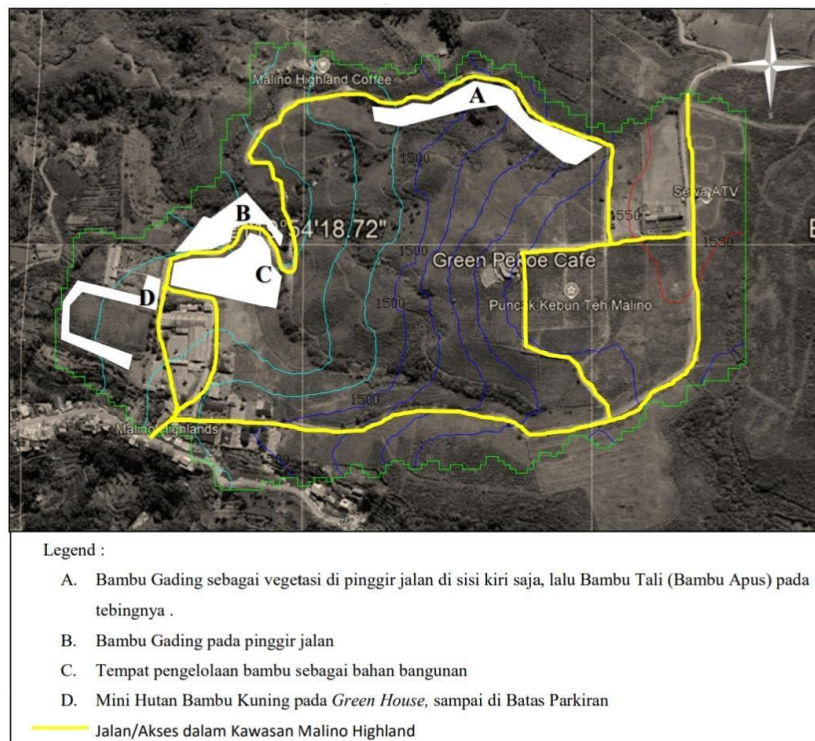 Malino Highland Coffee
A
1500
Sewa ATV
B
1550
54'18.72"
1550
C
1500
Green Pekoe Cafe
D
Puncak Kebun Teh Malino
1500
1500
Malino Highlands
Legend :
A. Bambu Gading sebagai vegetasi di pinggir jalan di sisi kiri saja, lalu Bambu Tali (Bambu Apus) pada
tebingnya .
B. Bambu Gading pada pinggir jalan
C. Tempat pengelolaan bambu sebagai bahan bangunan
D. Mini Hutan Bambu Kuning pada Green House, sampai di Batas Parkiran
Jalan/Akses dalam Kawasan Malino Highland